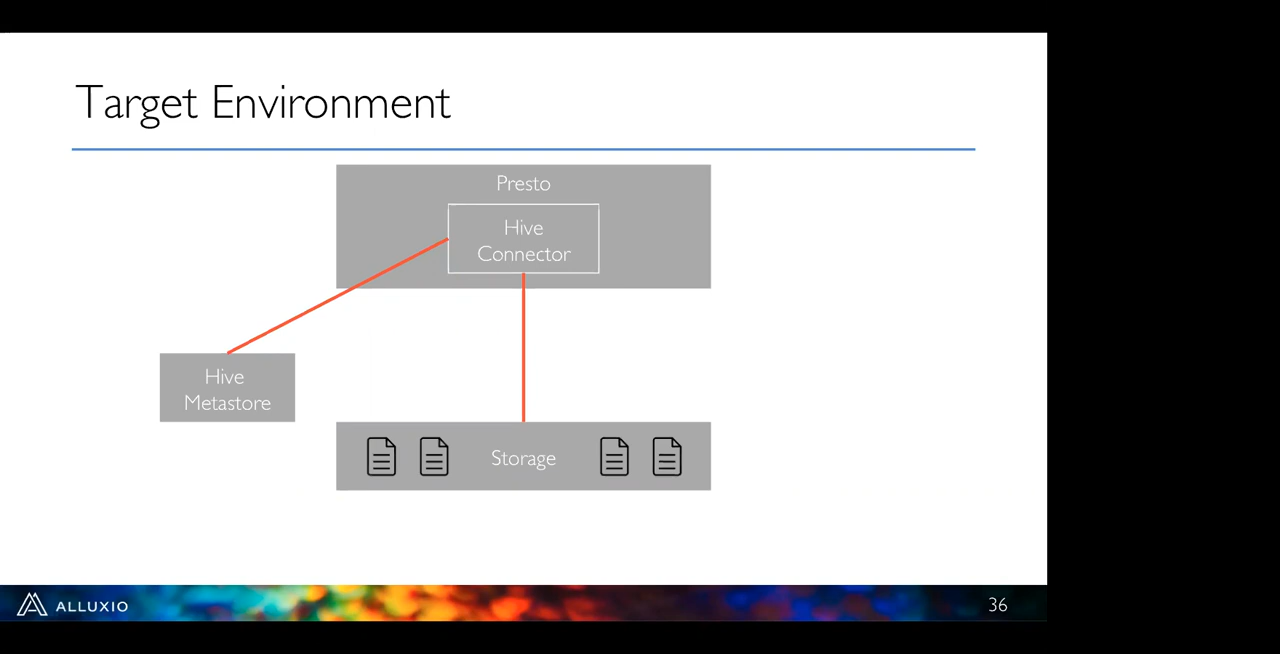 Target Environment
Presto
Hive
Connector
Hive
Metastore
Storage
ALLUXIO
36